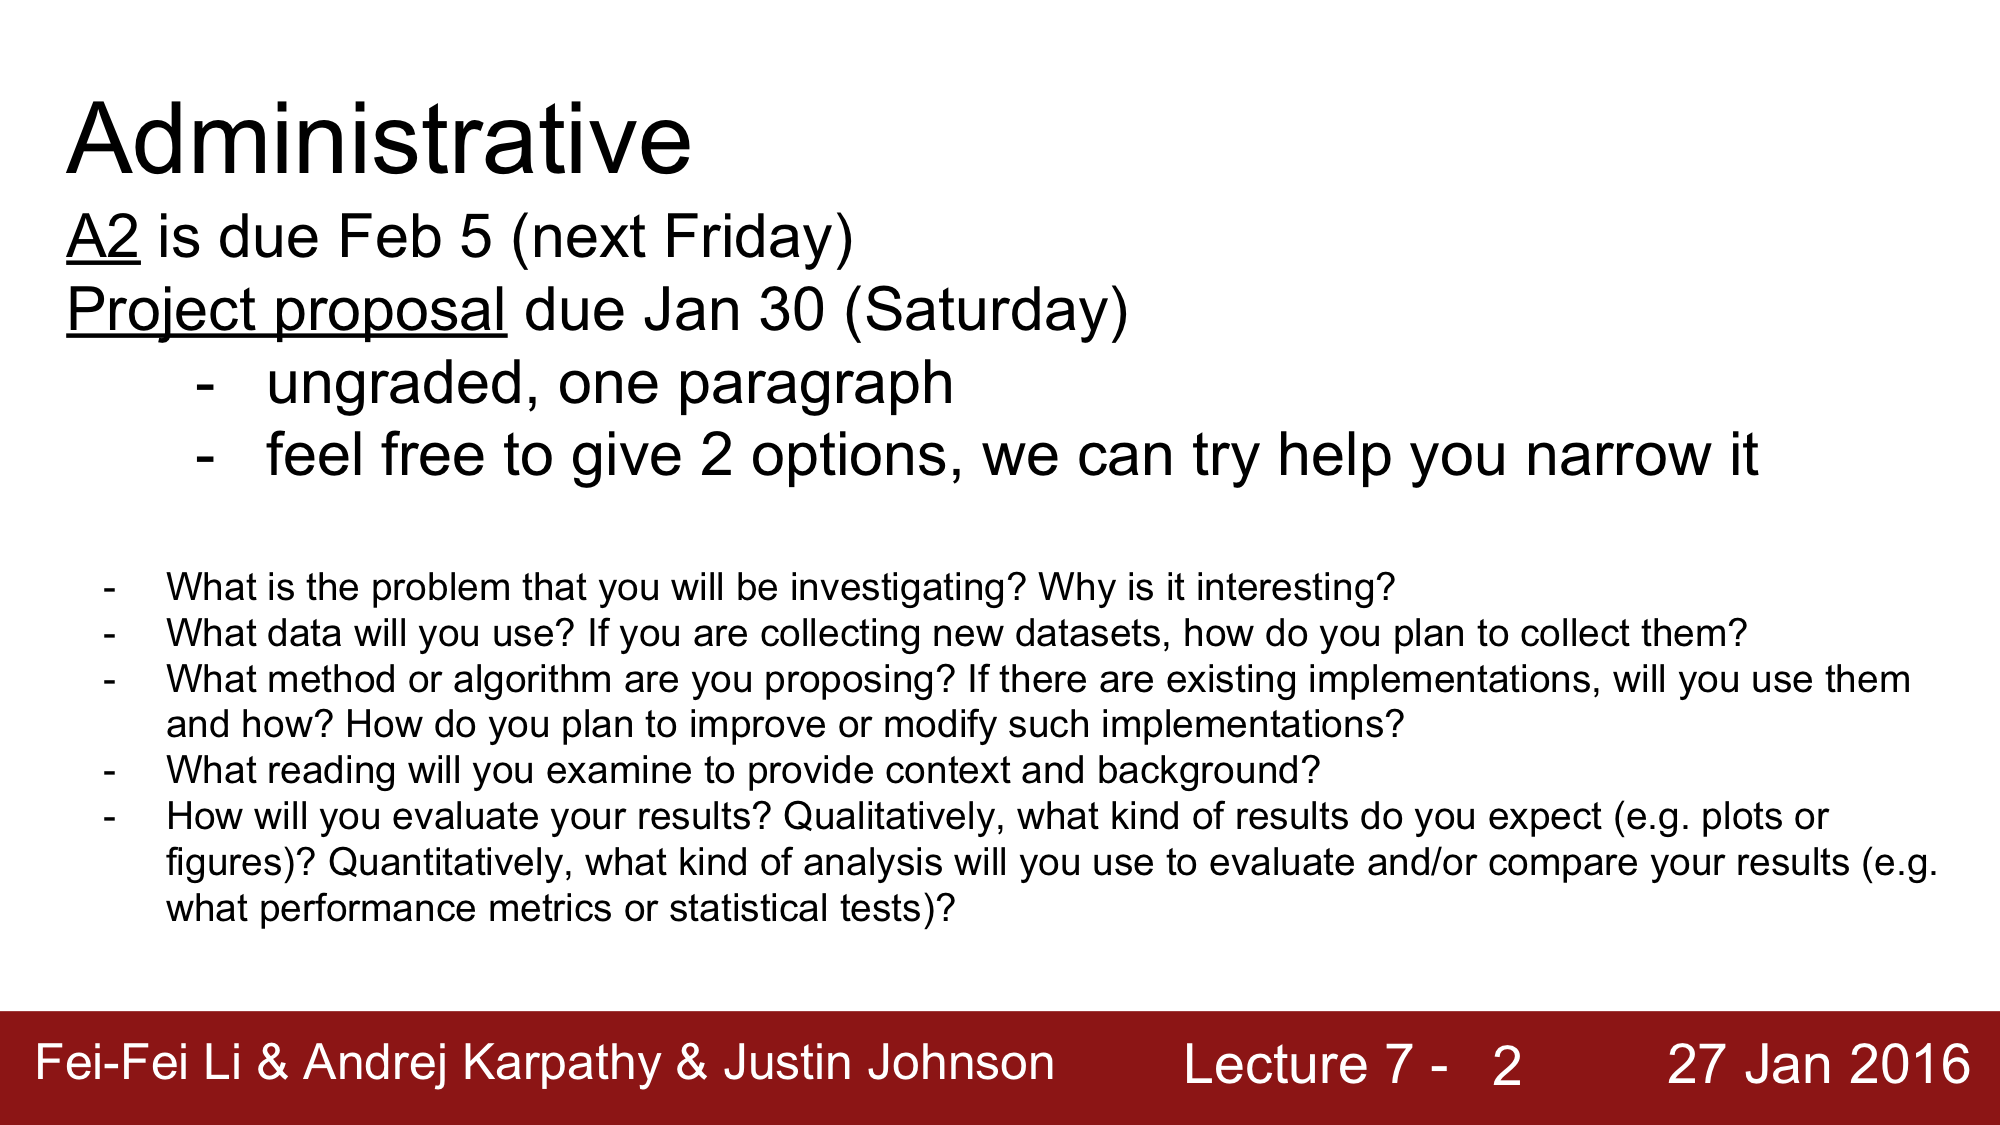 Administrative
A2 is due Feb 5 (next Friday)
Project proposal due Jan 30 (Saturday)
- ungraded, one paragraph
- feel free to give 2 options, we can try help you narrow it
- What is the problem that you will be investigating? Why is it interesting?
- What data will you use? If you are collecting new datasets, how do you plan to collect them?
- What method or algorithm are you proposing? If there are existing implementations, will you use them
and how? How do you plan to improve or modify such implementations?
- What reading will you examine to provide context and background?
- How will you evaluate your results? Qualitatively, what kind of results do you expect (e.g. plots or
figures)? Quantitatively, what kind of analysis will you use to evaluate and/or compare your results (e.g.
what performance metrics or statistical tests)?
Fei-Fei Li & Andrej Karpathy & Justin Johnson Lecture 7 - 2 27 Jan 2016